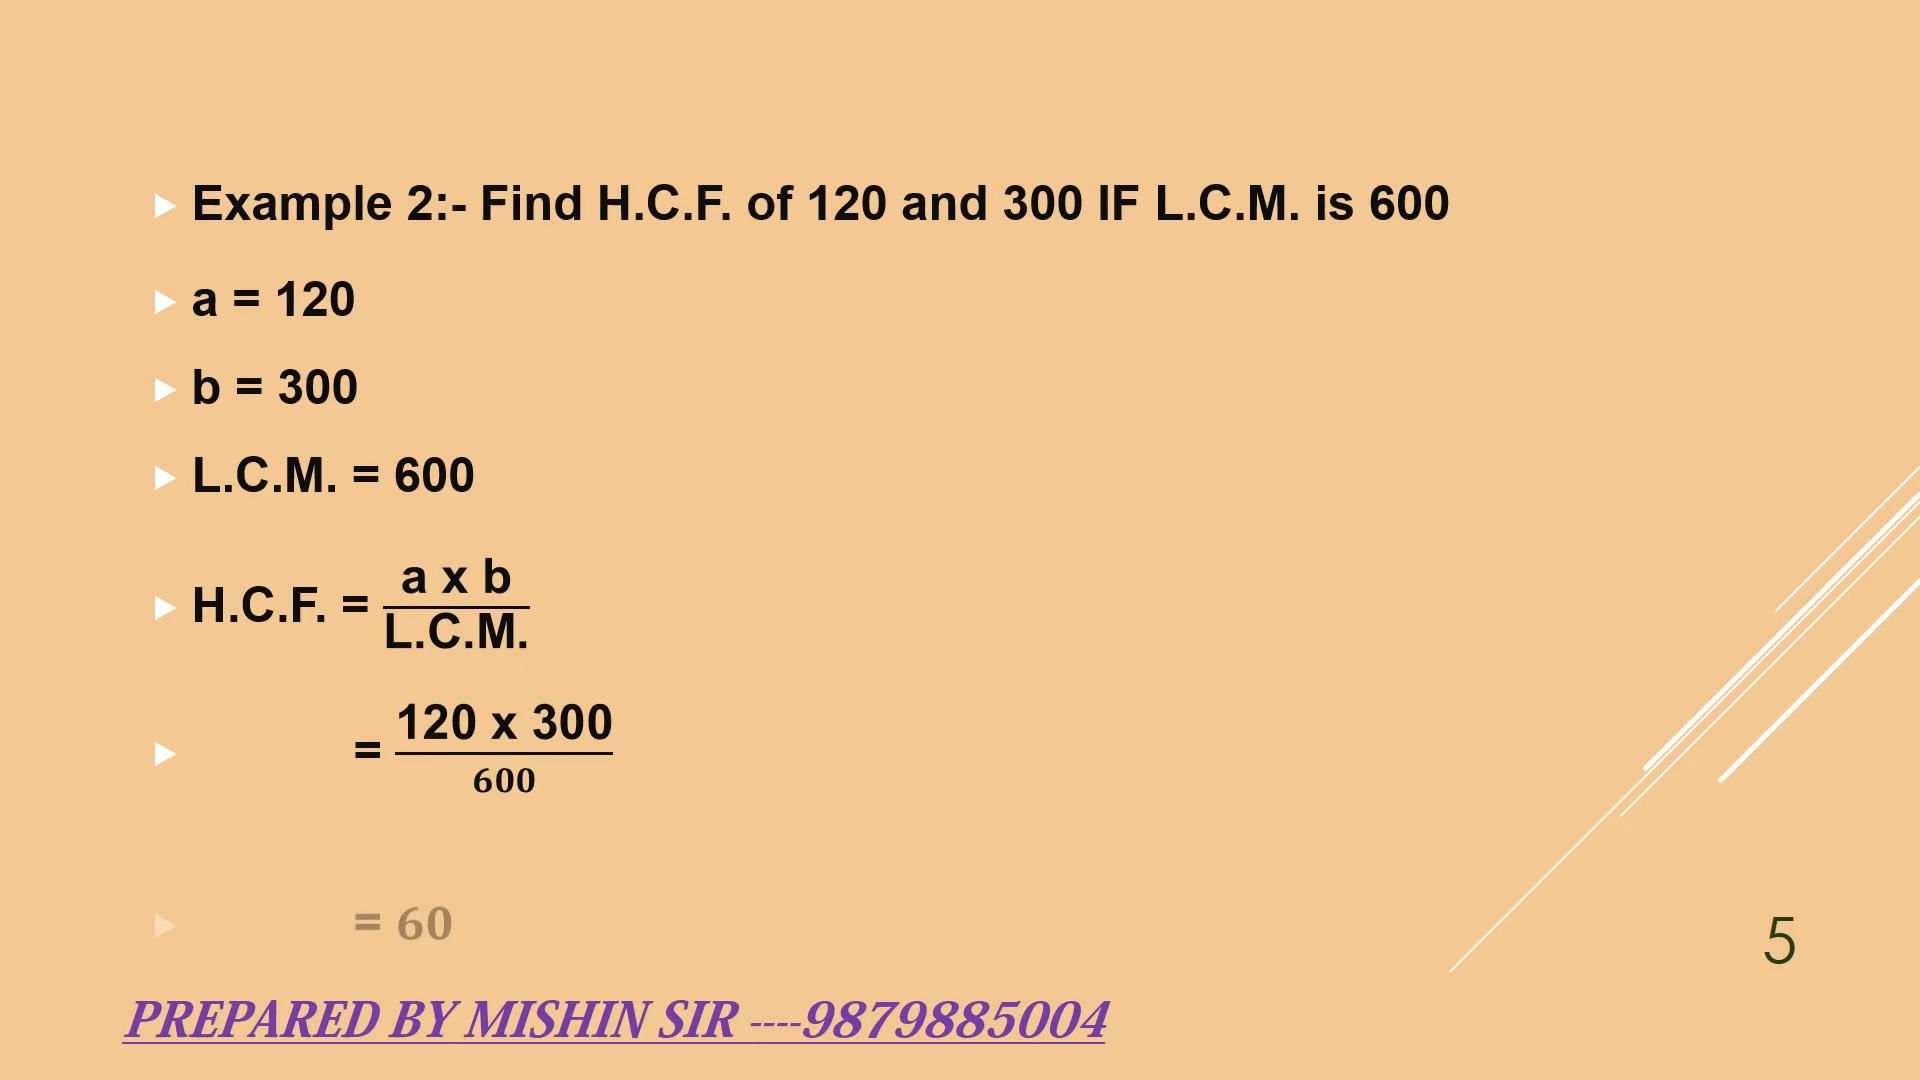 Example 2:- Find H.C.F. of 120 and 300 IF L.C.M. is 600
a = 120
b = 300
L.C.M. = 600
H.C.F. = a x b
L.C.M.
= 120 x 300
600
= 60
5
PREPARED BY MISHIN SIR ----9879885004